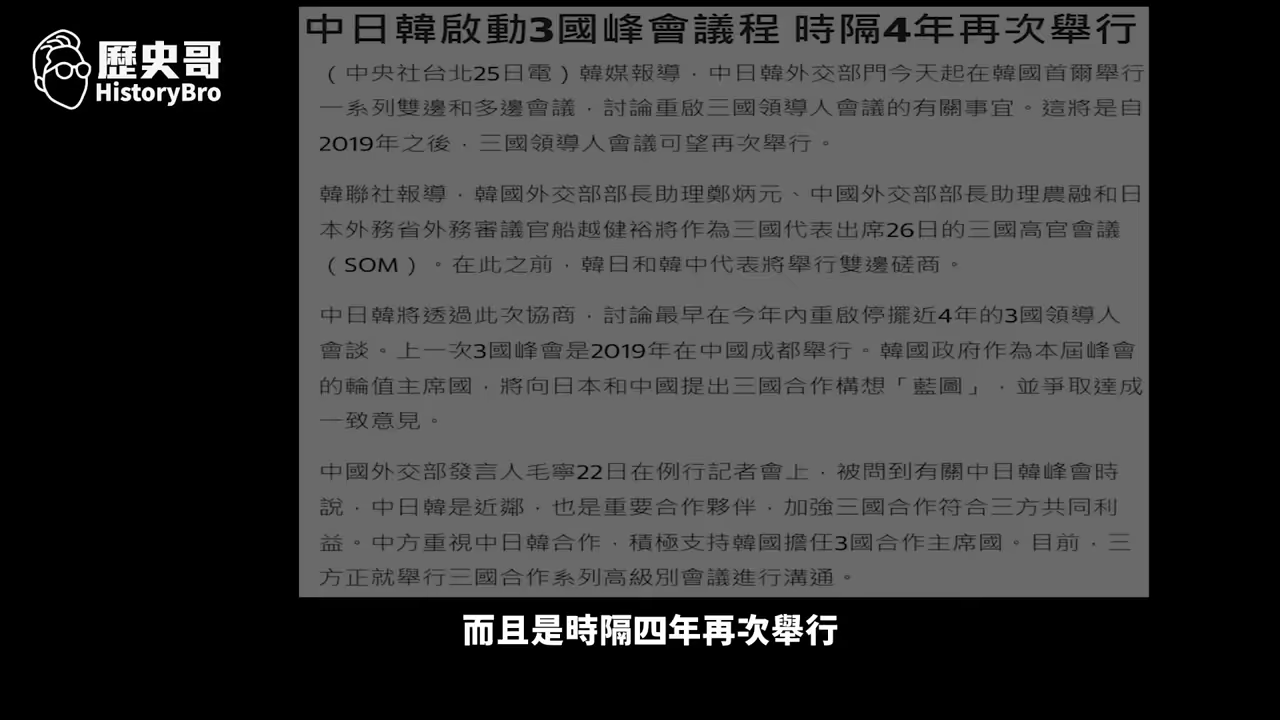 歷史哥
HistoryBro
中日韓啟動3國峰會議程 時隔4年再次舉行
（中央社台北25日電）韓媒報導，中日韓外交部門今天起在韓國首爾舉行
一系列雙邊和多邊會議，討論重啟三國領導人會議的有關事宜。這將是自
2019年之後，三國領導人會議可望再次舉行。
韓聯社報導，韓國外交部部長助理鄭炳元、中國外交部部長助理農融和日
本外務省外務審議官船越健裕將作為三國代表出席26日的三國高官會議
（SOM）。在此之前，韓日和韓中代表將舉行雙邊磋商。
中日韓將透過此次協商，討論最早在今年內重啟停擺近4年的3國領導人
會談。上一次3國峰會是2019年在中國成都舉行。韓國政府作為本屆峰會
的輪值主席國，將向日本和中國提出三國合作構想「藍圖」，並爭取達成
一致意見。
中國外交部發言人毛寧22日在例行記者會上，被問到有關中日韓峰會時
說，中日韓是近鄰，也是重要合作夥伴，加強三國合作符合三方共同利
益。中方重視中日韓合作，積極支持韓國擔任3國合作主席國。目前，三
方正就舉行三國合作系列高級別會議進行溝通。
而且是時隔四年再次舉行